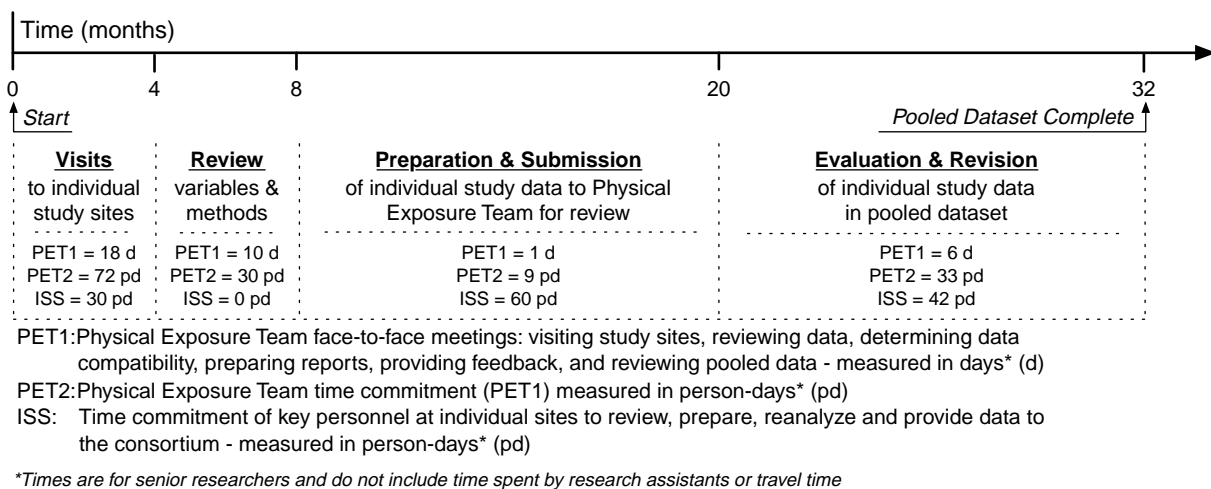 Time (months)
0 4 8 20 32
Start Pooled Dataset Complete
Visits
to individual
study sites
PET1 = 18 d
PET2 = 72 pd
ISS = 30 pd
Review
variables &
methods
PET1 = 10 d
PET2 = 30 pd
ISS = 0 pd
Preparation & Submission
of individual study data to Physical
Exposure Team for review
PET1 = 1 d
PET2 = 9 pd
ISS = 60 pd
Evaluation & Revision
of individual study data
in pooled dataset
PET1 = 6 d
PET2 = 33 pd
ISS = 42 pd
PET1:Physical Exposure Team face-to-face meetings: visiting study sites, reviewing data, determining data
compatibility, preparing reports, providing feedback, and reviewing pooled data - measured in days* (d)
PET2:Physical Exposure Team time commitment (PET1) measured in person-days* (pd)
ISS: Time commitment of key personnel at individual sites to review, prepare, reanalyze and provide data to
the consortium - measured in person-days* (pd)
*Times are for senior researchers and do not include time spent by research assistants or travel time